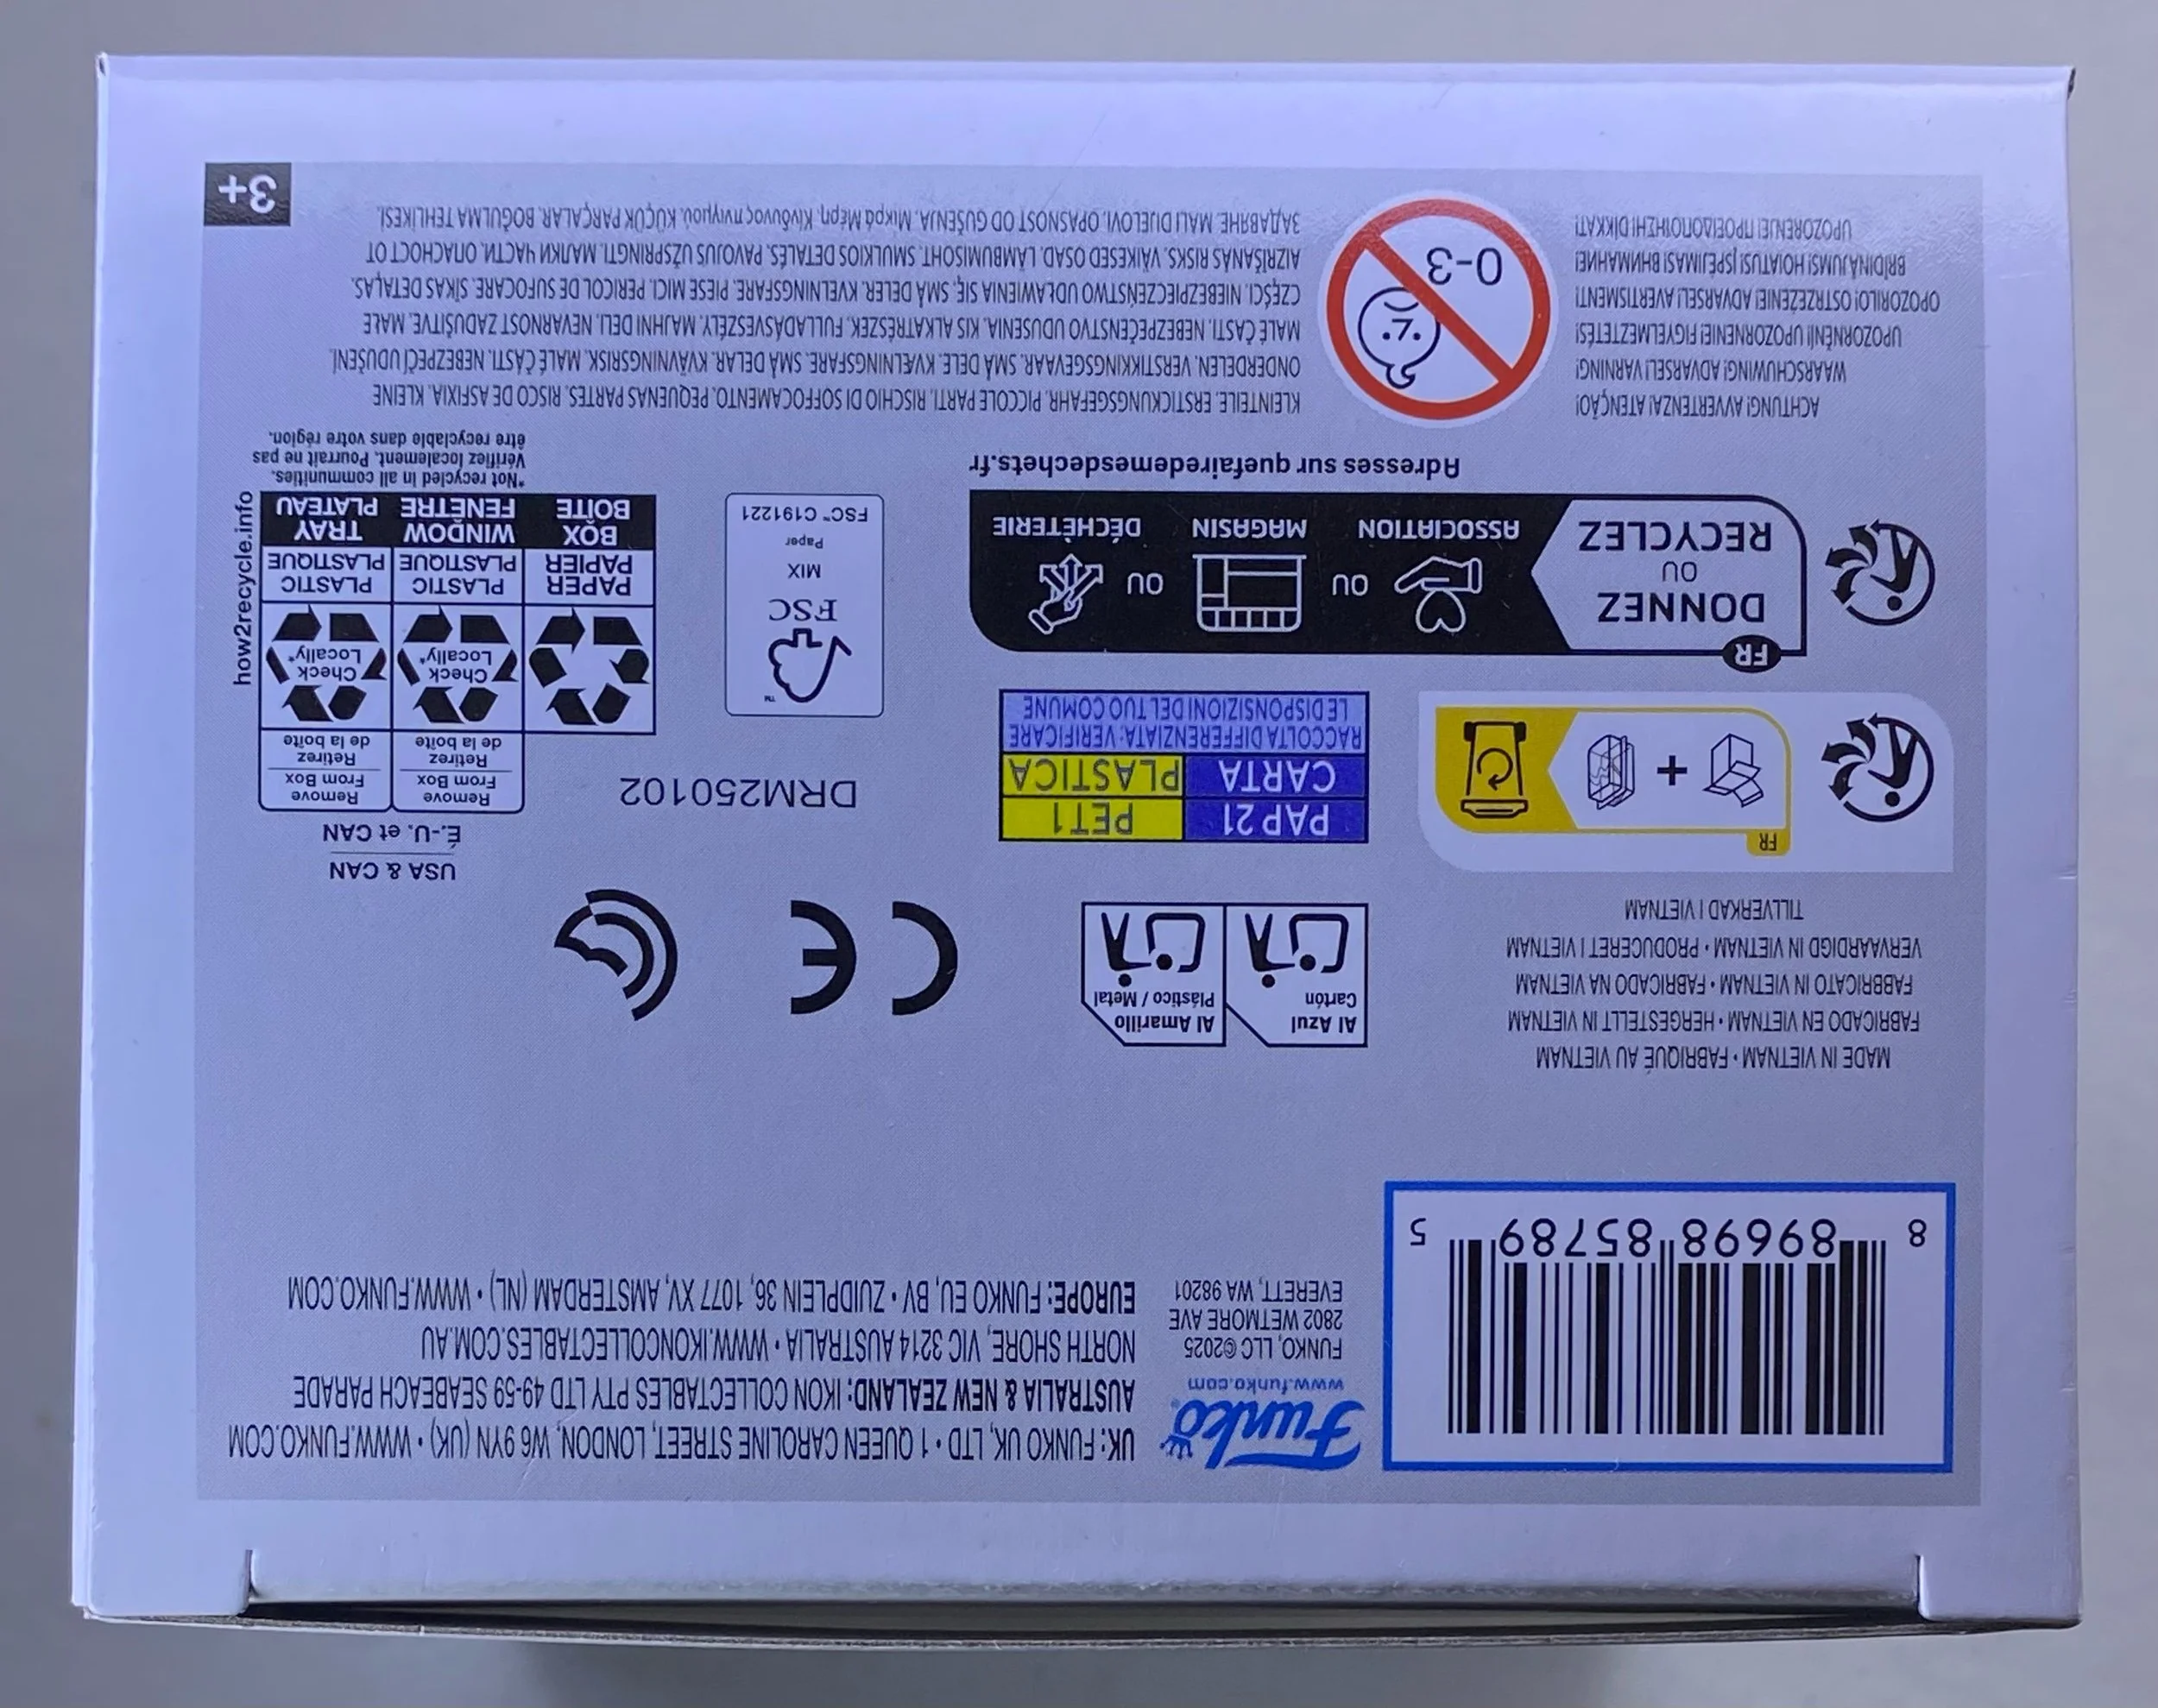 UK: FUNKO UK, LTD • 1 QUEEN CAROLINE STREET, LONDON, W6 9YN (UK) • WWW.FUNKO.COM
AUSTRALIA & NEW ZEALAND: IKON COLLECTABLES PTY LTD 49-59 SEABEACH PARADE
NORTH SHORE, VIC 3214 AUSTRALIA • WWW.IKONCOLLECTABLES.COM.AU
EUROPE: FUNKO EU, BV • ZUIDPLEIN 36, 1077 XV, AMSTERDAM (NL) • WWW.FUNKO.COM
Funko
www.funko.com
FUNKO, LLC ©2025
2802 WETMORE AVE
EVERETT, WA 98201
8 89698 85789 5
MADE IN VIETNAM • FABRIQUÉ AU VIETNAM
FABRICADO EN VIETNAM • HERGESTELLT IN VIETNAM
FABBRICATO IN VIETNAM • FABRICADO NA VIETNAM
VERVAARDIGD IN VIETNAM • PRODUCERET I VIETNAM
TILLVERKAD I VIETNAM
Al Azul
Cartón
Al Amarillo
Plástico / Metal
CE
USA & CAN
É.-U. et CAN
Remove
From Box
Retirez
de la boîte
Remove
From Box
Retirez
de la boîte
Check
Locally*
Check
Locally*
PAPER
PAPIER
PLASTIC
PLASTIQUE
PLASTIC
PLASTIQUE
BOX
BOÎTE
WINDOW
FENÊTRE
TRAY
PLATEAU
how2recycle.info
*Not recycled in all communities.
Vérifiez localement. Pourrait ne pas
être recyclable dans votre région.
DRM250102
FSC
MIX
Paper
FSC™ C191221
PAP 21
PET 1
CARTA
PLASTICA
RACCOLTA DIFFERENZIATA: VERIFICARE
LE DISPONIZIONI DEL TUO COMUNE
FR
+
FR
DONNEZ
OU
RECYCLEZ
ASSOCIATION
OU
MAGASIN
OU
DÉCHÈTERIE
Adresses sur quefairedemesdechets.fr
ACHTUNG! AVVERTENZA! ATENÇÃO!
WAARSCHUWING! ADVARSEL! VARNING!
UPOZORNĚNÍ! UPOZORNENIE! FIGYELMEZTETÉS!
OPOZORILO! OSTRZEŻENIE! ADVARSEL! AVERTISMENT!
BRĪDINĀJUMS! HOIATUS! ĮSPĖJIMAS! ВНИМАНИЕ!
UPOZORENJE! ΠΡΟΕΙΔΟΠΟΙΗΣΗ! DİKKAT!
0-3
KLEINTEILE. ERSTICKUNGSGEFAHR. PICCOLE PARTI. RISCHIO DI SOFFOCAMENTO. PEQUENAS PARTES. RISCO DE ASFIXIA. KLEINE
ONDERDELEN. VERSTIKKINGSGEVAAR. SMÅ DELE. KVÆLNINGSFARE. SMÅ DELAR. KVÄVNINGSRISK. MALÉ ČÁSTI. NEBEZPEČÍ UDUŠENÍ.
MALÉ ČASTI. NEBEZPEČENSTVO UDUSENIA. KIS ALKATRÉSZEK. FULLADÁSVESZÉLY. MAJHNI DELI. NEVARNOST ZADUŠITVE. MAŁE
CZĘŚCI. NIEBEZPIECZEŃSTWO UDŁAWIENIA SIĘ. SMÅ DELER. KVELNINGSFARE. PIESE MICI. PERICOL DE SUFOCARE. SĪKAS DETAĻAS.
AIZRĪŠANĀS RISKS. VÄIKESED OSAD. LÄMBUMISOHT. SMULKIOS DETALĖS. PAVOJUS UŽSPRINGTI. МАЛКИ ЧАСТИ. ОПАСНОСТ ОТ
ЗАДАВЯНЕ. MALI DIJELOVI. OPASNOST OD GUŠENJA. Μικρά Μέρη. Κίνδυνος πνιγμού. KÜÇÜK PARÇALAR. BOĞULMA TEHLİKESİ.
3+